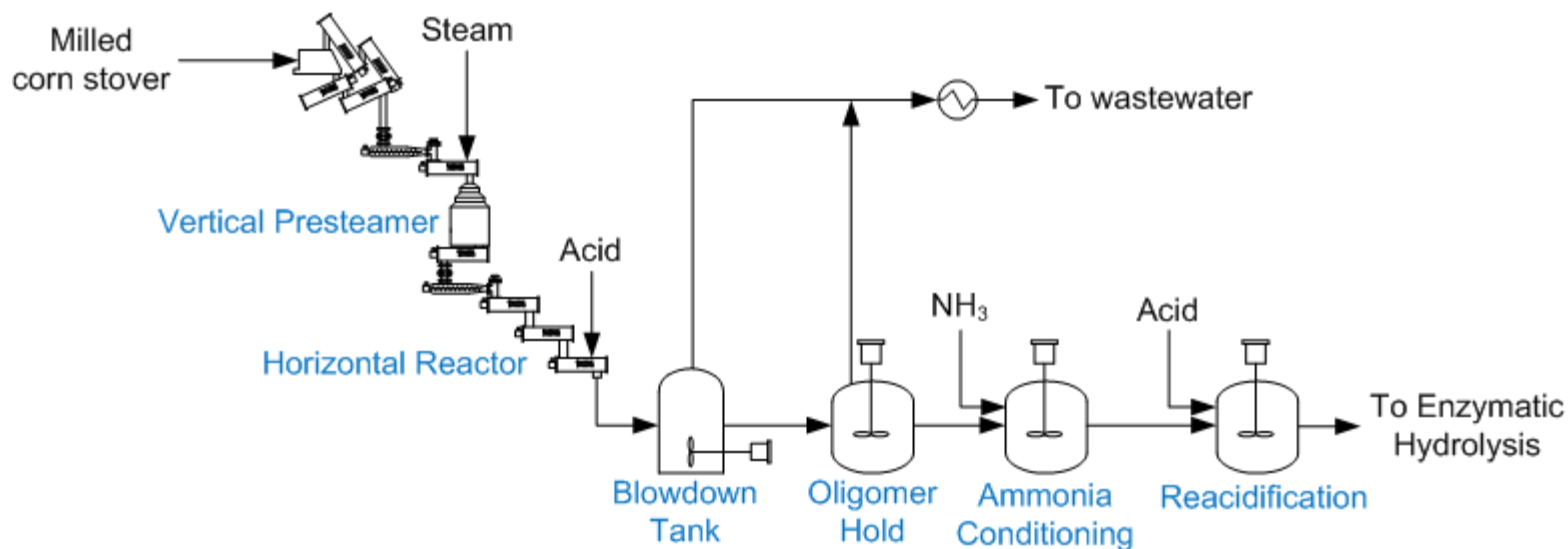 Milled
corn stover
Steam
To wastewater
Vertical Presteamer
Acid
Horizontal Reactor
NH₃
Acid
To Enzymatic
Hydrolysis
Blowdown
Tank
Oligomer
Hold
Ammonia
Conditioning
Reacidification